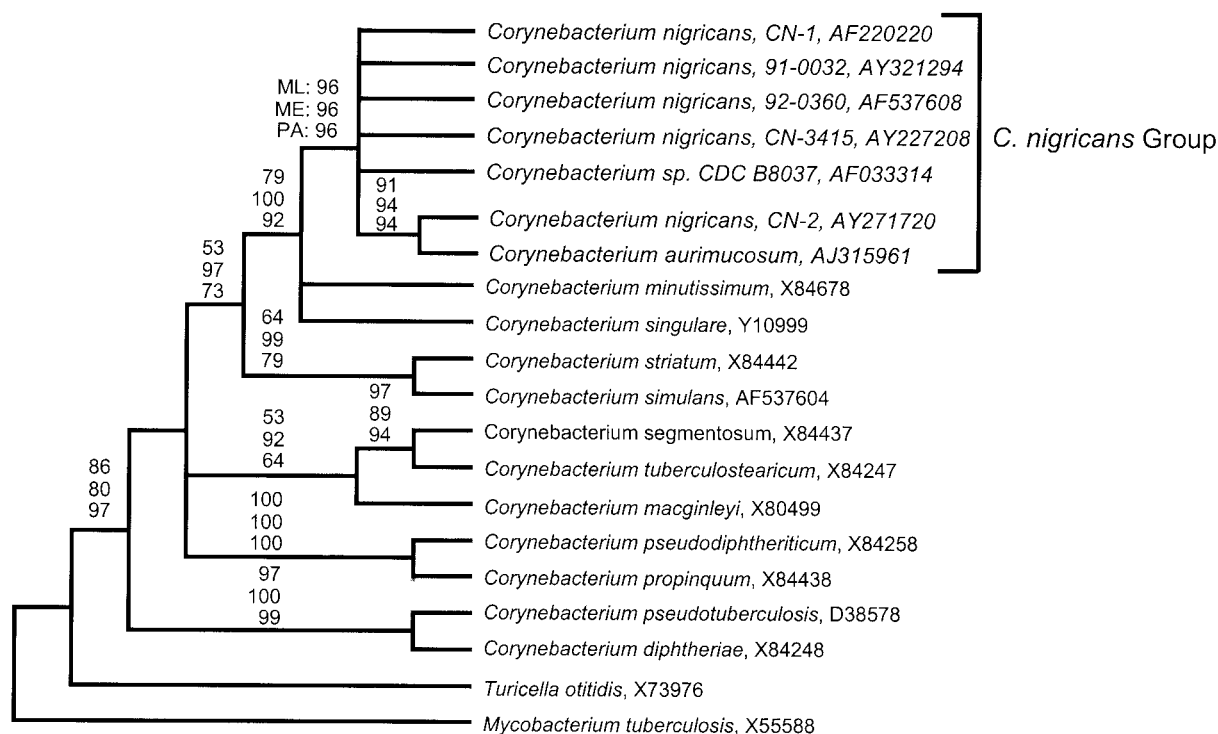 Corynebacterium nigricans, CN-1, AF220220
Corynebacterium nigricans, 91-0032, AY321294
ML: 96
ME: 96
PA: 96
Corynebacterium nigricans, 92-0360, AF537608
Corynebacterium nigricans, CN-3415, AY227208
C. nigricans Group
79
100
92
Corynebacterium sp. CDC B8037, AF033314
91
94
94
Corynebacterium nigricans, CN-2, AY271720
Corynebacterium aurimucosum, AJ315961
53
97
73
Corynebacterium minutissimum, X84678
Corynebacterium singulare, Y10999
64
99
79
Corynebacterium striatum, X84442
Corynebacterium simulans, AF537604
97
89
94
Corynebacterium segmentosum, X84437
53
92
64
Corynebacterium tuberculostearicum, X84247
Corynebacterium macginleyi, X80499
86
80
97
100
100
100
Corynebacterium pseudodiphtheriticum, X84258
Corynebacterium propinquum, X84438
97
100
99
Corynebacterium pseudotuberculosis, D38578
Corynebacterium diphtheriae, X84248
Turicella otitidis, X73976
Mycobacterium tuberculosis, X55588